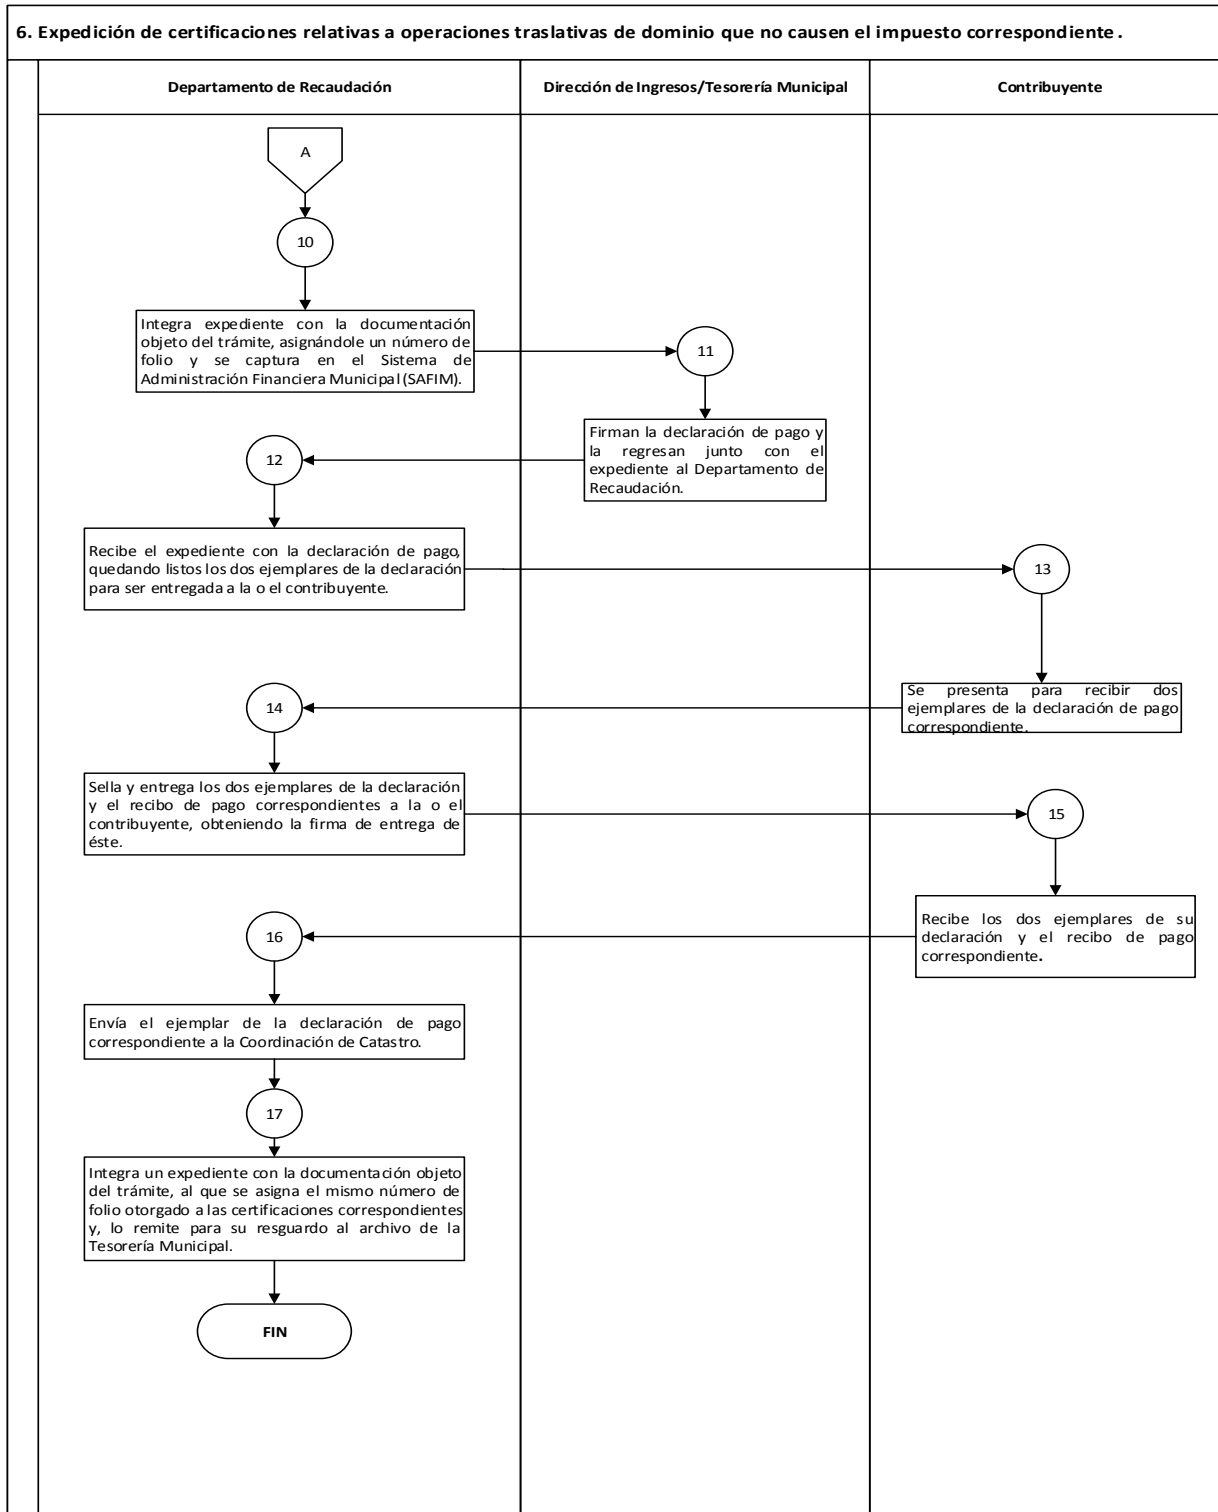 6. Expedición de certificaciones relativas a operaciones traslativas de dominio que no causen el impuesto correspondiente.
Departamento de Recaudación
Dirección de Ingresos/Tesorería Municipal
Contribuyente
A
10
Integra expediente con la documentación
objeto del trámite, asignándole un número de
folio y se captura en el Sistema de
Administración Financiera Municipal (SAFIM).
11
Firman la declaración de pago y
la regresan junto con el
expediente al Departamento de
Recaudación.
12
Recibe el expediente con la declaración de pago,
quedando listos los dos ejemplares de la declaración
para ser entregada a la o el contribuyente.
13
Se presenta para recibir dos
ejemplares de la declaración de pago
correspondiente.
14
Sella y entrega los dos ejemplares de la declaración
y el recibo de pago correspondientes a la o el
contribuyente, obteniendo la firma de entrega de
éste.
15
Recibe los dos ejemplares de su
declaración y el recibo de pago
correspondiente.
16
Envía el ejemplar de la declaración de pago
correspondiente a la Coordinación de Catastro.
17
Integra un expediente con la documentación objeto
del trámite, al que se asigna el mismo número de
folio otorgado a las certificaciones correspondientes
y, lo remite para su resguardo al archivo de la
Tesorería Municipal.
FIN